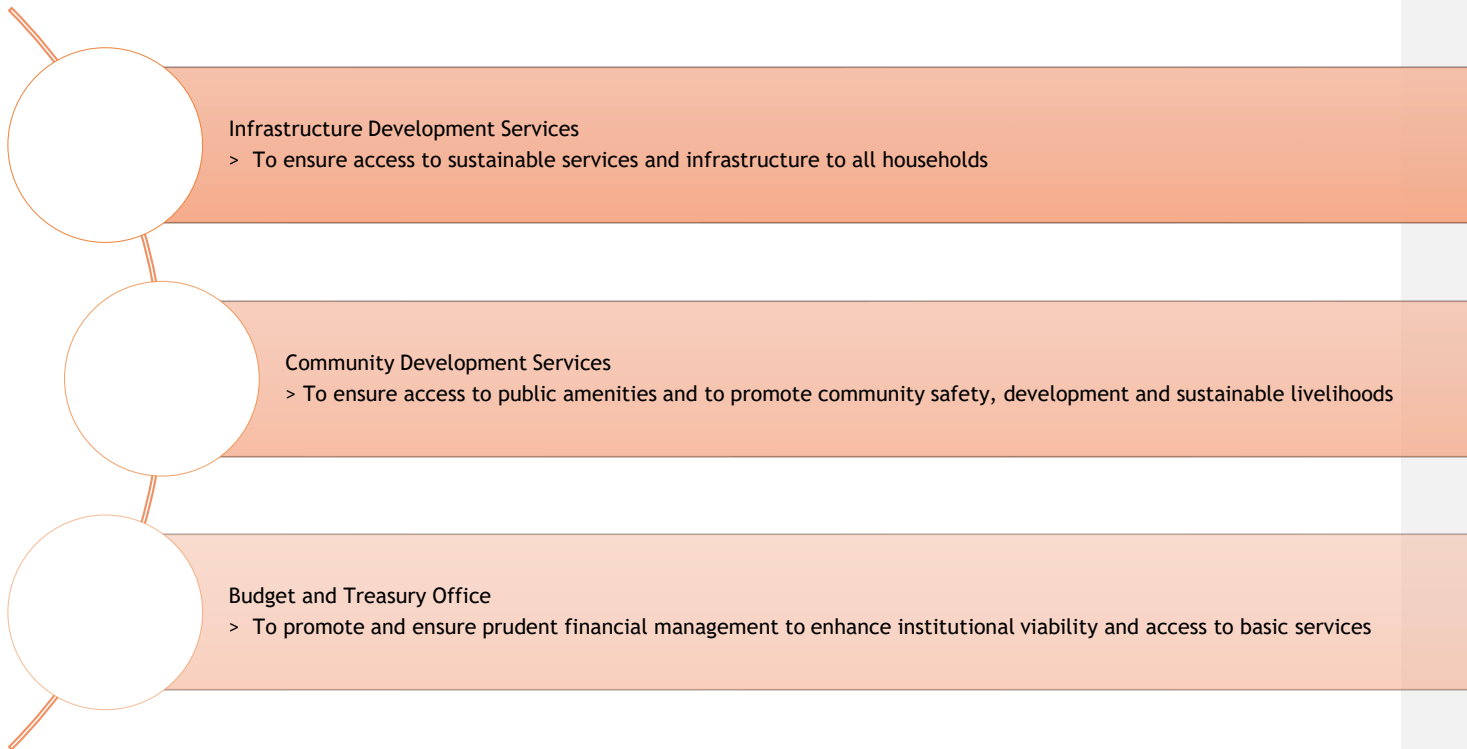 Infrastructure Development Services
> To ensure access to sustainable services and infrastructure to all households
Community Development Services
> To ensure access to public amenities and to promote community safety, development and sustainable livelihoods
Budget and Treasury Office
> To promote and ensure prudent financial management to enhance institutional viability and access to basic services